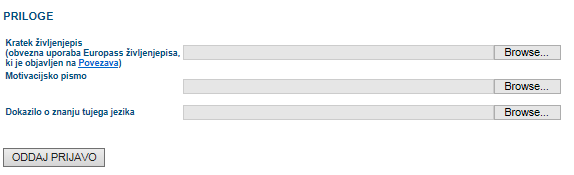 PRILOGE
Kratek življenjepis
(obvezna uporaba Europass življenjepisa,
ki je objavljen na Povezava)
Browse...
Motivacijsko pismo
Browse...
Dokazilo o znanju tujega jezika
Browse...
ODDAJ PRIJAVO